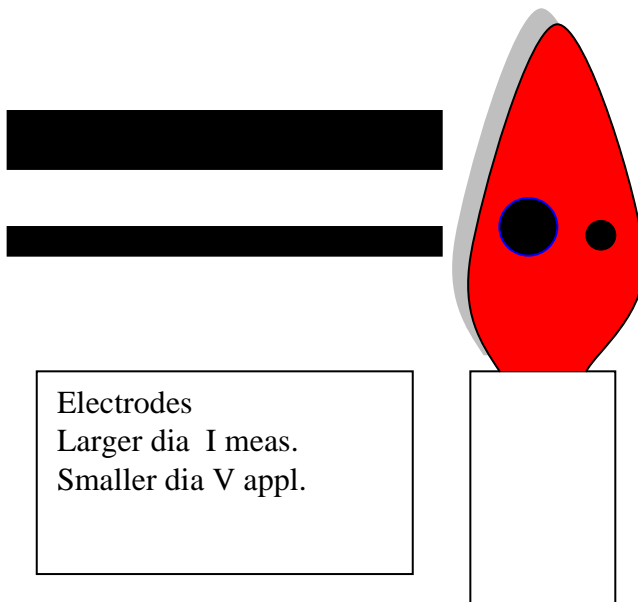 Electrodes
Larger dia  I meas.
Smaller dia V appl.